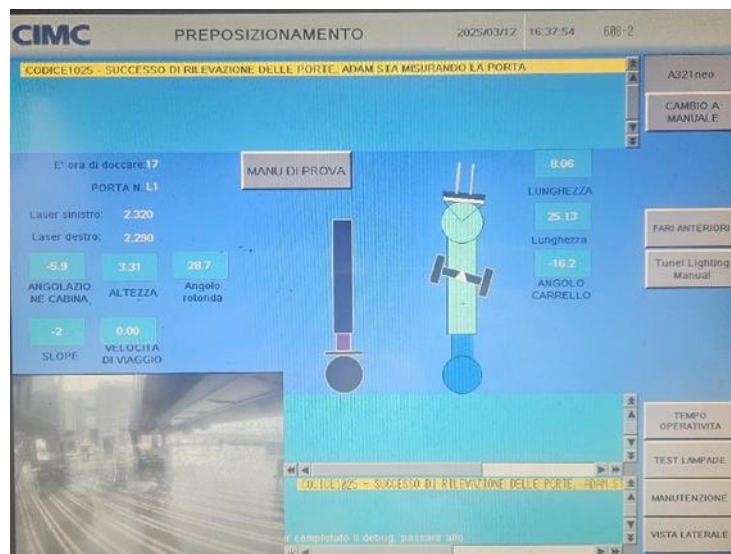 CIMC PREPOSIZIONAMENTO 2025/03/12 16:37:54 608-2
CODICE1025 - SUCCESSO DI RILEVAZIONE DELLE PORTE, ADAM STA MISURANDO LA PORTA
A321neo
CAMBIO A
MANUALE
E' ora di doccare:17
PORTA N. L1
MANU DI PROVA
8.06
LUNGHEZZA
Laser sinistro: 2.320
Laser destro: 2.290
25.13
Lunghezza
FARI ANTERIORI
-5.9
ANGOLAZIO
NE CABINA
3.31
ALTEZZA
28.7
Angolo
rotonda
-16.2
ANGOLO
CARRELLO
Tunel Lighting
Manual
-2
SLOPE
0.00
VELOCITA
DI VIAGGIO
TEMPO
OPERATIVITA
TEST LAMPADE
CODICE1025 - SUCCESSO DI RILEVAZIONE DELLE PORTE, ADAM ST
MANUTENZIONE
completato il debug, passare allo
VISTA LATERALE